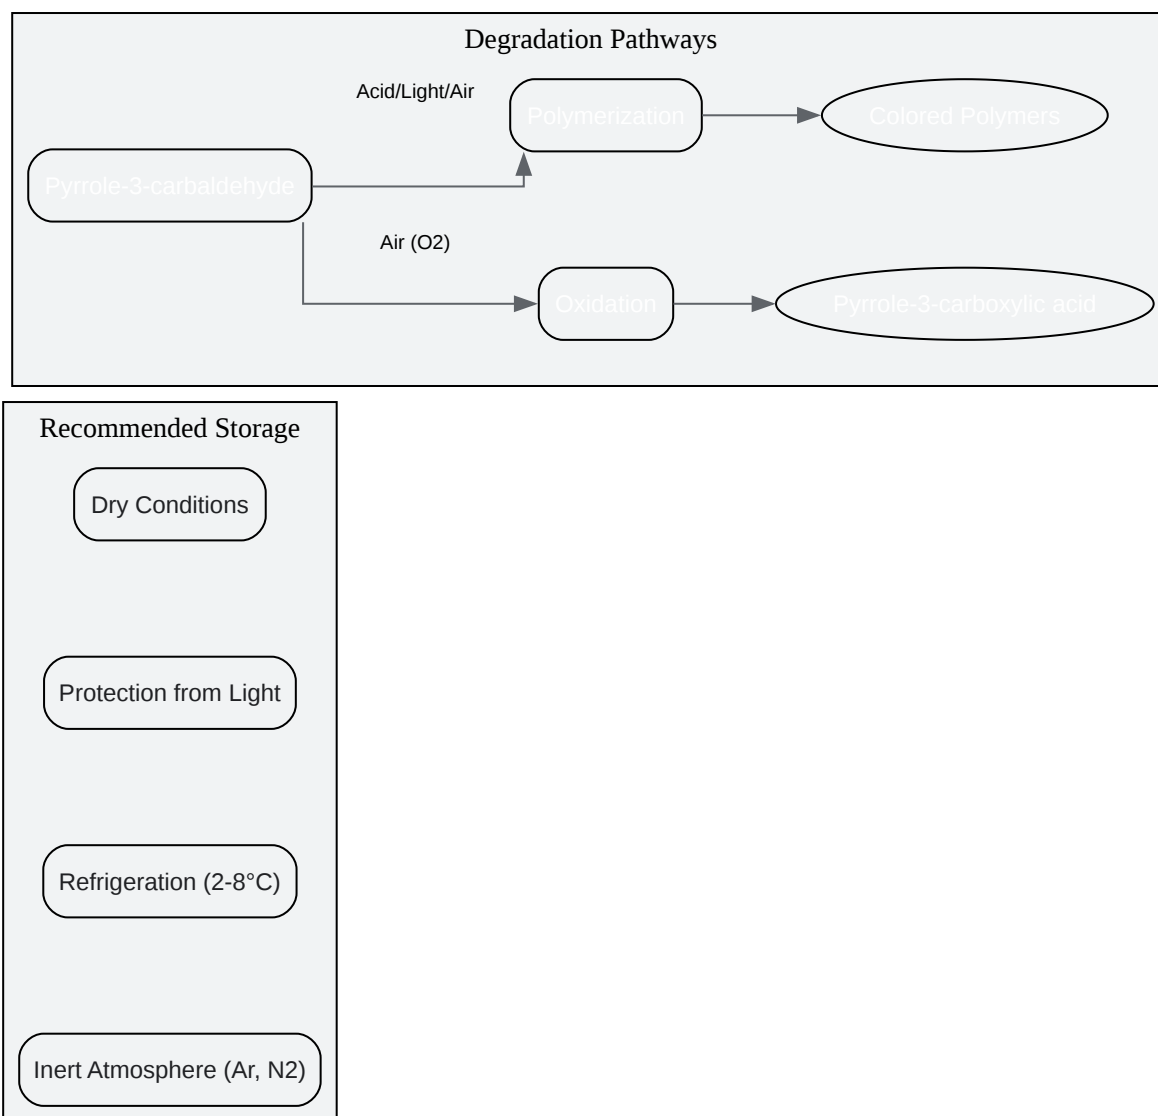 Degradation Pathways
Acid/Light/Air
Polymerization
Colored Polymers
Pyrrole-3-carbaldehyde
Air (O2)
Oxidation
Pyrrole-3-carboxylic acid
Recommended Storage
Dry Conditions
Protection from Light
Refrigeration (2-8°C)
Inert Atmosphere (Ar, N2)